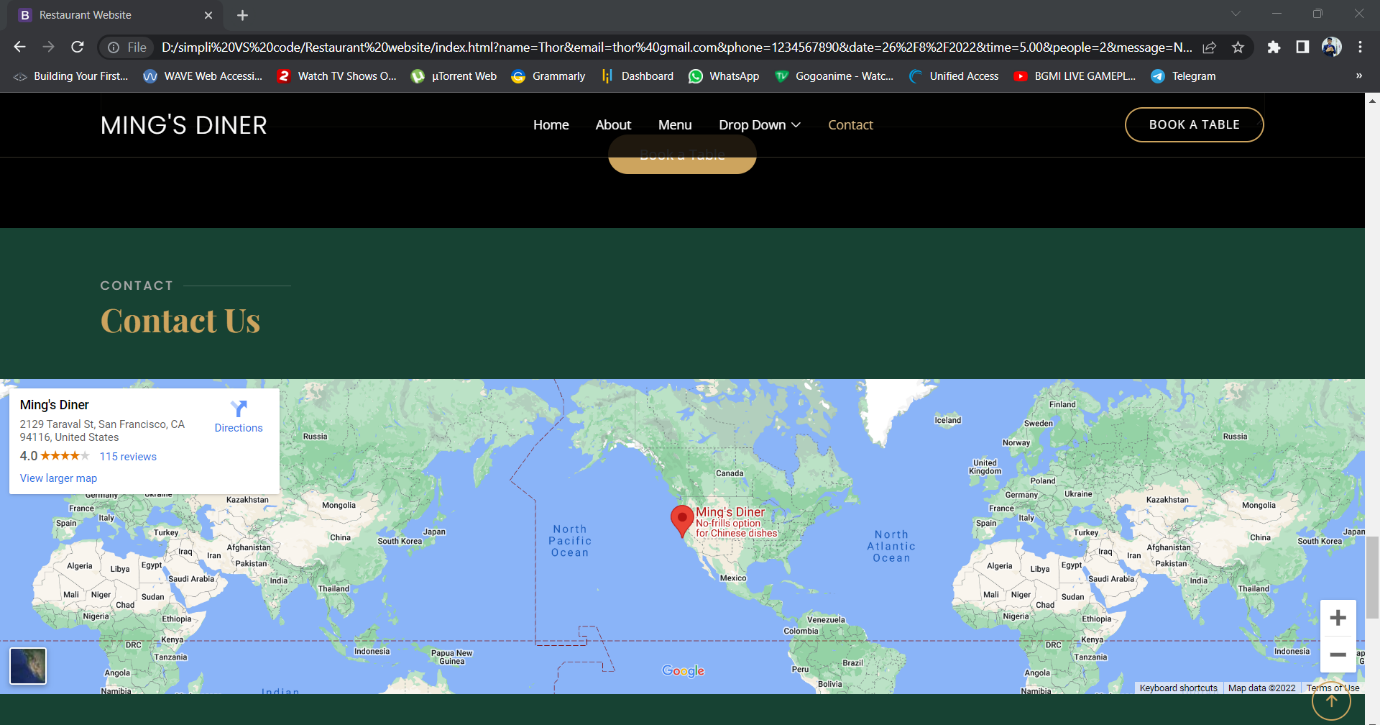 Restaurant Website
File D:/simpli%20VS%20code/Restaurant%20website/index.html?name=Thor&email=thor%40gmail.com&phone=1234567890&date=26%2F8%2F2022&time=5.00&people=2&message=N...
Building Your First... WAVE Web Accessi... Watch TV Shows O... µTorrent Web Grammarly Dashboard WhatsApp Gogoanime - Watc... Unified Access BGMI LIVE GAMEPL... Telegram »
MING'S DINER Home About Menu Drop Down Contact BOOK A TABLE
Book a Table
CONTACT
Contact Us
Ming's Diner
2129 Taraval St, San Francisco, CA
94116, United States
Directions
4.0 115 reviews
View larger map
Russia
Germany
Ukraine
France
Italy
Spain
Kazakhstan
Mongolia
Turkey
China
Japan
South Korea
Iraq
Iran
Afghanistan
Pakistan
Algeria
Libya
Egypt
Saudi Arabia
India
Thailand
Mali
Niger
Chad
Sudan
Nigeria
Ethiopia
DRC
Kenya
Tanzania
Angola
Namibia
Indonesia
Papua New
Guinea
Indian
North
Pacific
Ocean
Canada
Ming's Diner
No-frills option
for Chinese dishes
Mexico
Venezuela
Colombia
Peru
Brazil
Bolivia
North
Atlantic
Ocean
Iceland
Finland
Sweden
Norway
United
Kingdom
Poland
Germany
Ukraine
France
Italy
Spain
Russia
Kazakhstan
Mongolia
Turkey
China
South Korea
Iraq
Iran
Afghanistan
Pakistan
Algeria
Libya
Egypt
Saudi Arabia
India
Thailand
Mali
Niger
Chad
Sudan
Nigeria
Ethiopia
DRC
Kenya
Tanzania
Angola
Namibia
Indonesia
Google
Keyboard shortcuts Map data ©2022 Terms of Use